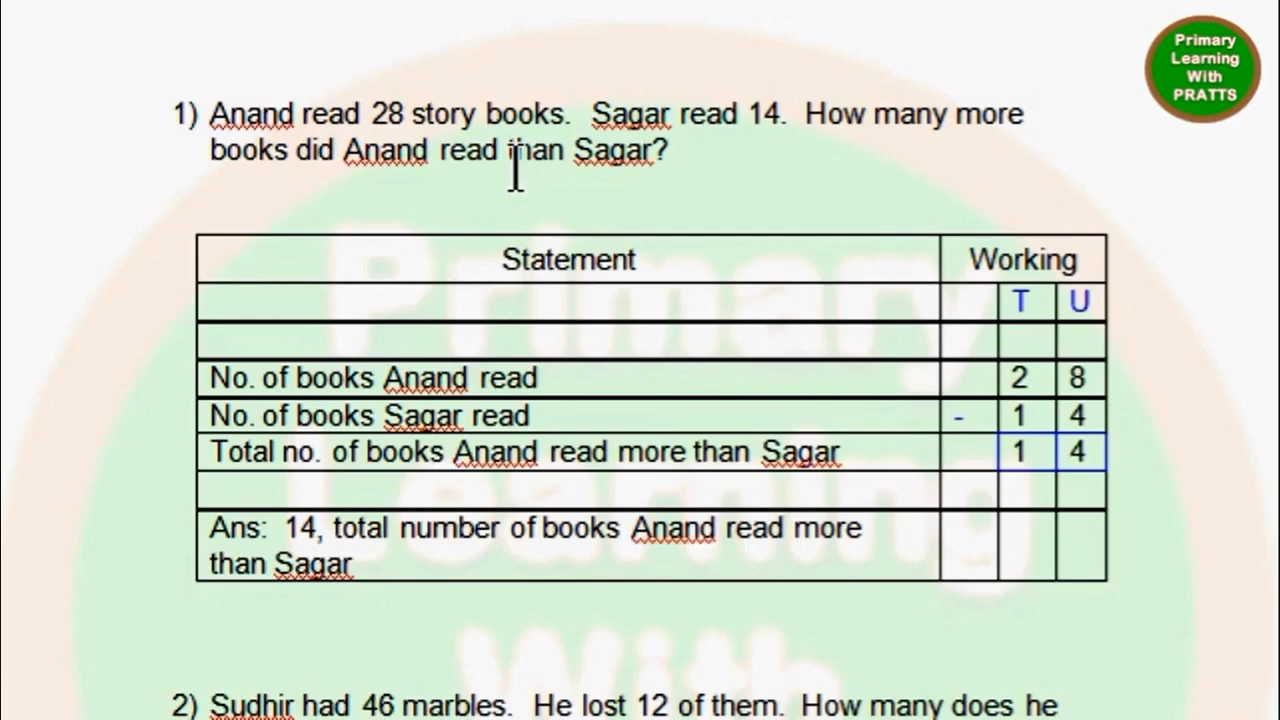 Primary
Learning
With
PRATTS
1) Anand read 28 story books. Sagar read 14. How many more
books did Anand read than Sagar?
Statement Working
T U
No. of books Anand read 2 8
No. of books Sagar read - 1 4
Total no. of books Anand read more than Sagar 1 4
Ans: 14, total number of books Anand read more
than Sagar
2) Sudhir had 46 marbles. He lost 12 of them. How many does he
Primary
Learning
With